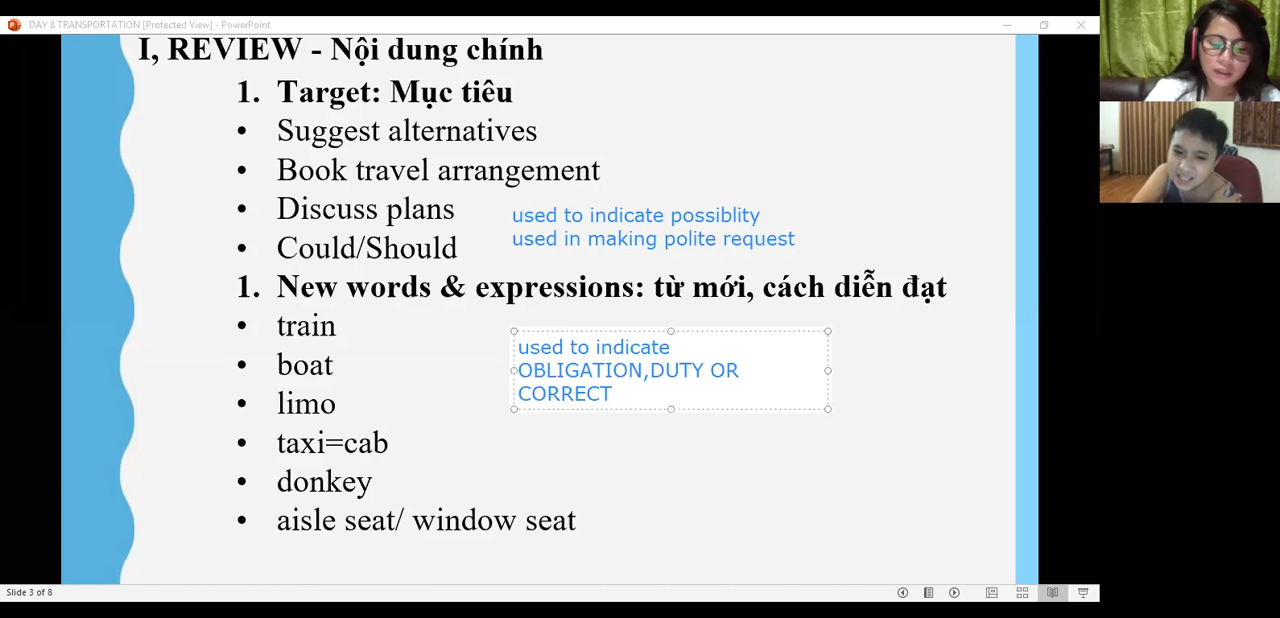 DAY 8 TRANSPORTATION [Protected View] - PowerPoint
I, REVIEW - Nội dung chính
1. Target: Mục tiêu
• Suggest alternatives
• Book travel arrangement
• Discuss plans
used to indicate possiblity
used in making polite request
• Could/Should
1. New words & expressions: từ mới, cách diễn đạt
• train
used to indicate
OBLIGATION,DUTY OR
CORRECT
• boat
• limo
• taxi=cab
• donkey
• aisle seat/ window seat
Slide 3 of 8